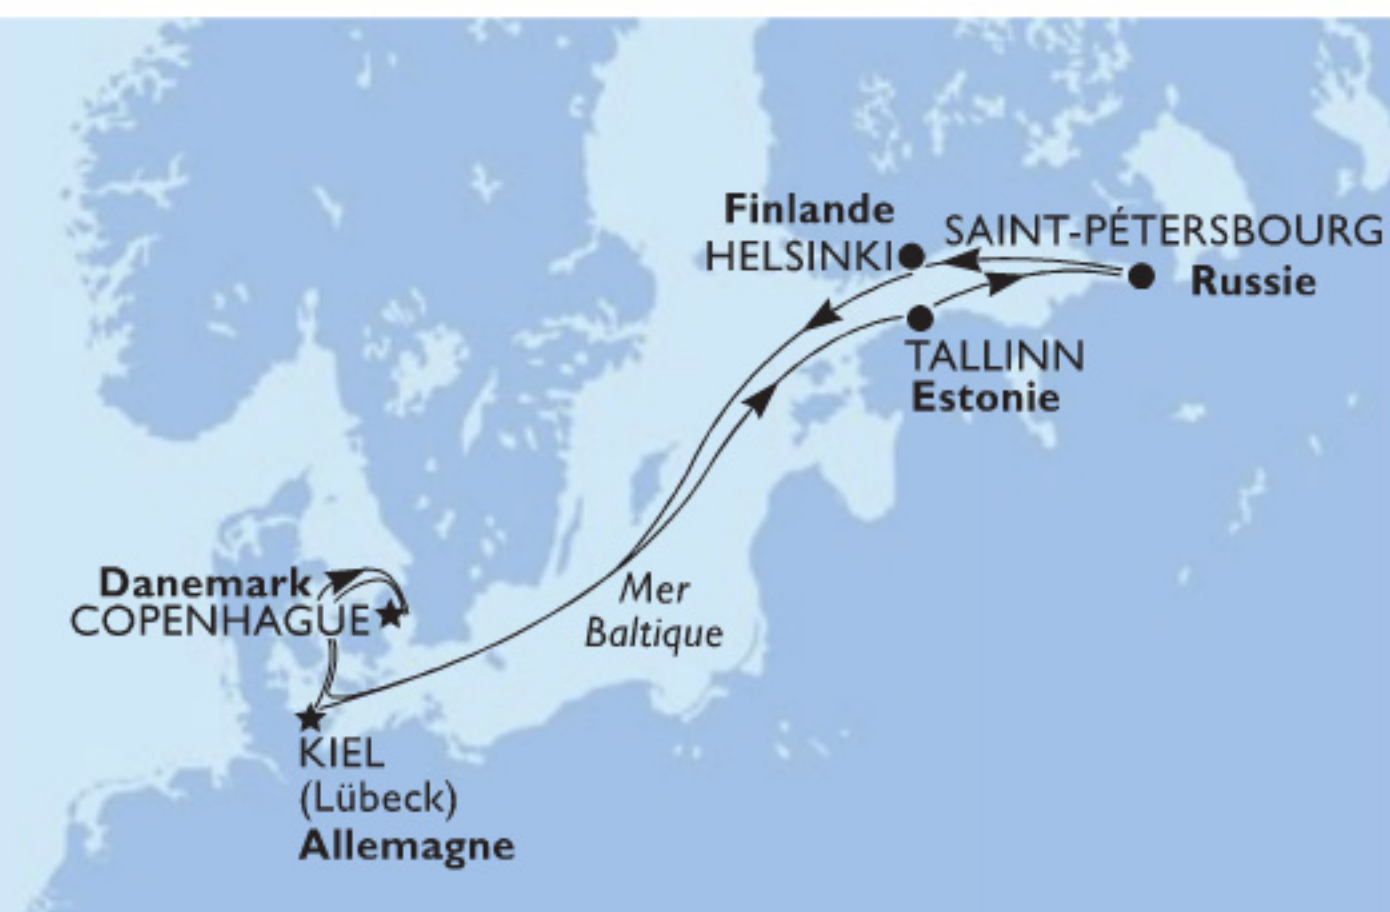 Finlande
HELSINKI
SAINT-PÉTERSBOURG
Russie
TALLINN
Estonie
Danemark
COPENHAGUE
Mer
Baltique
KIEL
(Lübeck)
Allemagne